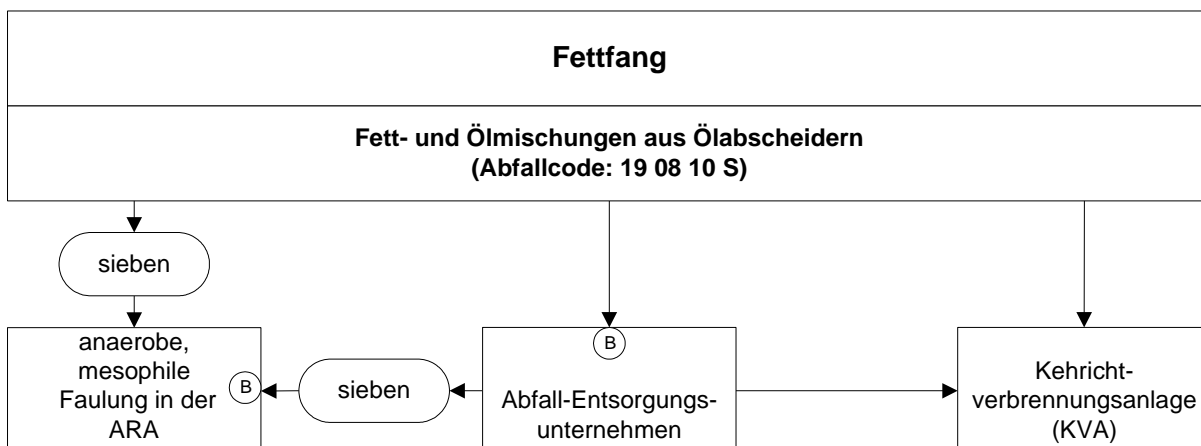 Fettfang
Fett- und Ölmischungen aus Ölabscheidern
(Abfallcode: 19 08 10 S)
sieben
anaerobe,
mesophile
Faulung in der
ARA
B
sieben
B
Abfall-Entsorgungs-
unternehmen
Kehricht-
verbrennungsanlage
(KVA)